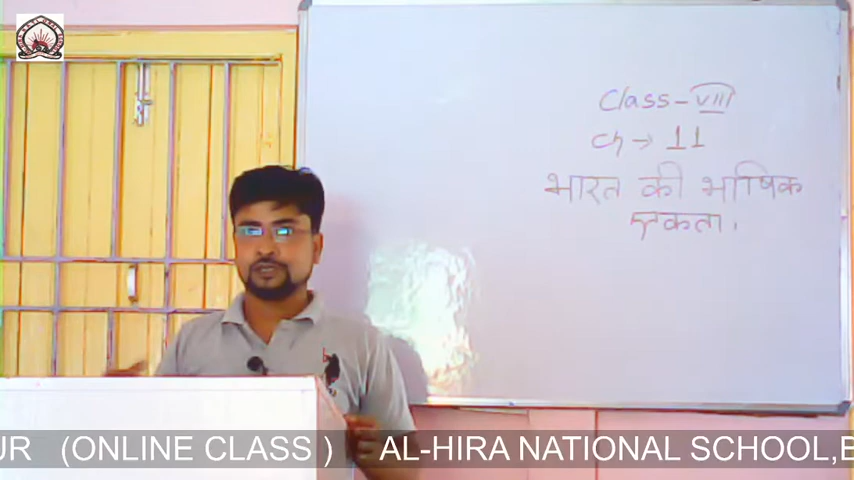 Class - VIII
Ch → 11
भारत की भाषिक
एकता.
UR (ONLINE CLASS ) AL-HIRA NATIONAL SCHOOL,B